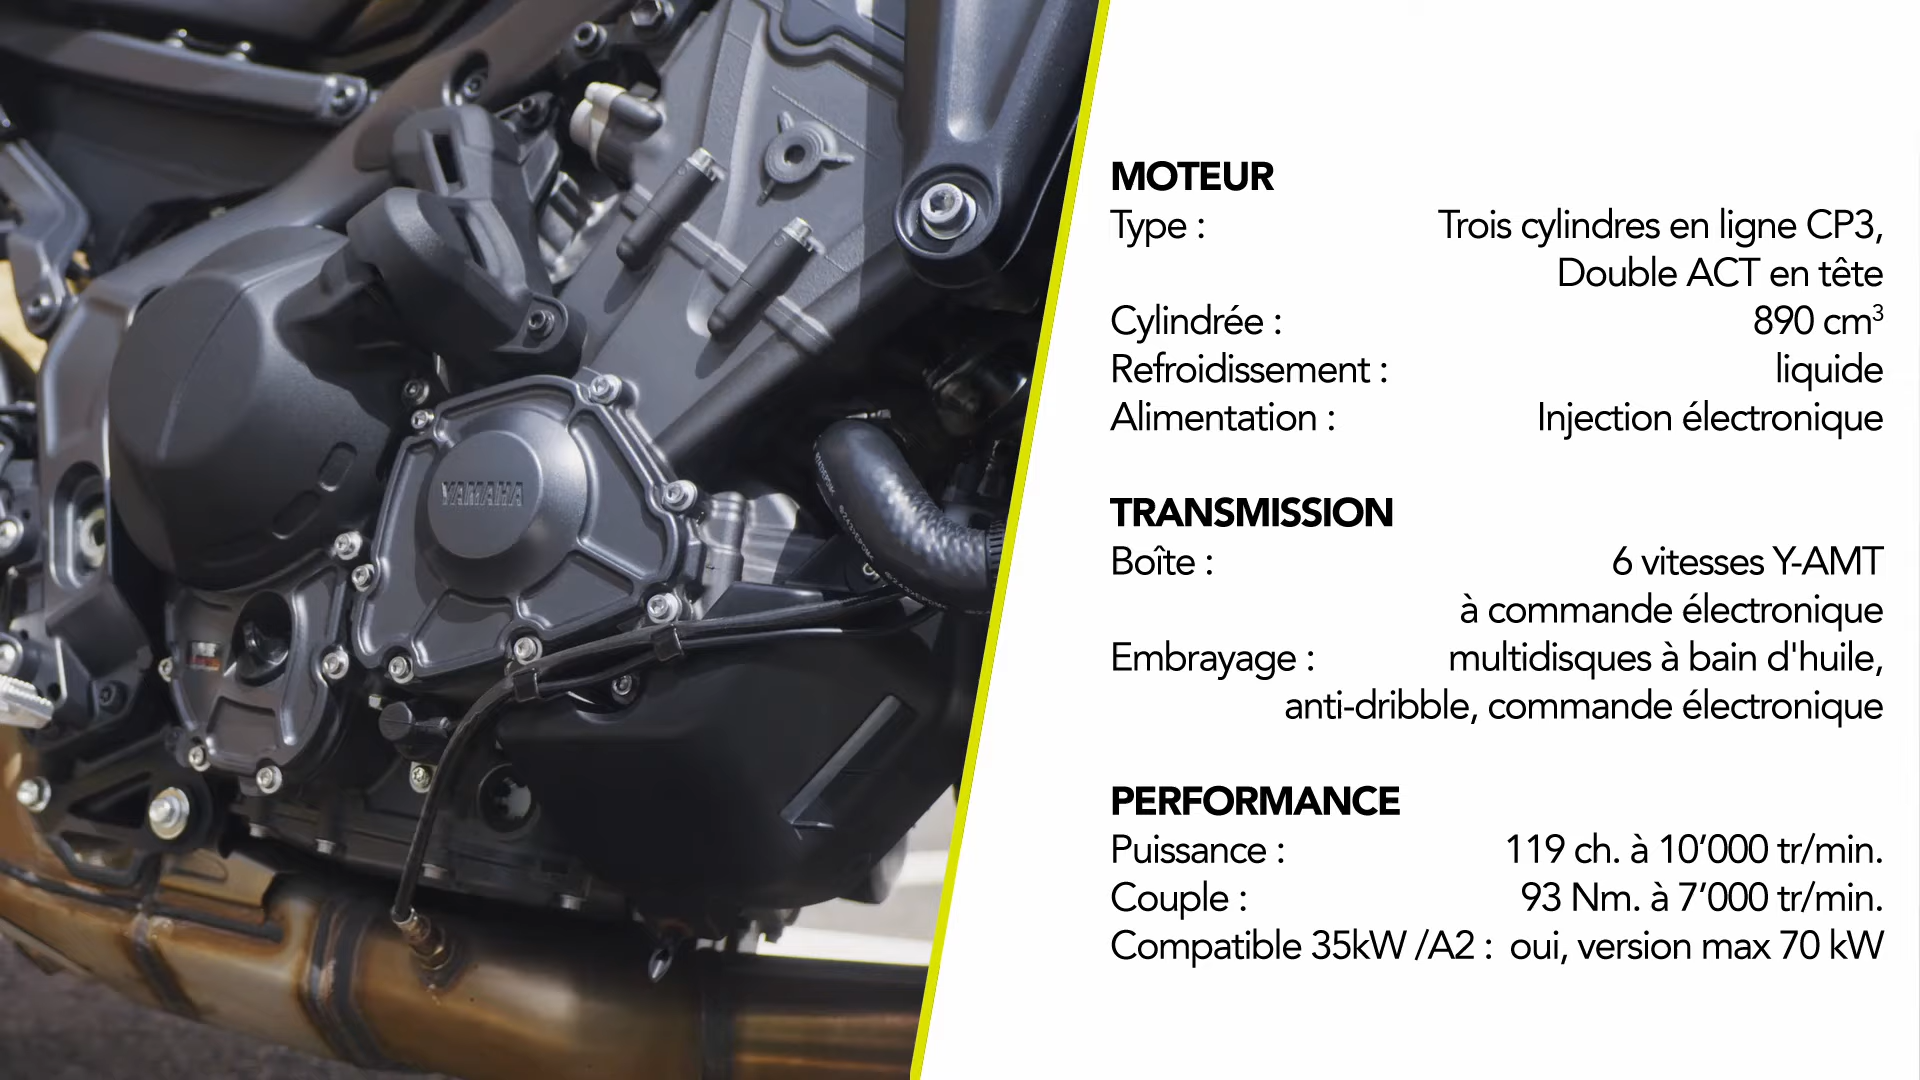 MOTEUR
Type : Trois cylindres en ligne CP3,
Double ACT en tête
Cylindrée : 890 cm³
Refroidissement : liquide
Alimentation : Injection électronique
TRANSMISSION
Boîte : 6 vitesses Y-AMT
à commande électronique
Embrayage : multidisques à bain d'huile,
anti-dribble, commande électronique
PERFORMANCE
Puissance : 119 ch. à 10’000 tr/min.
Couple : 93 Nm. à 7’000 tr/min.
Compatible 35kW /A2 : oui, version max 70 kW
YAMAHA